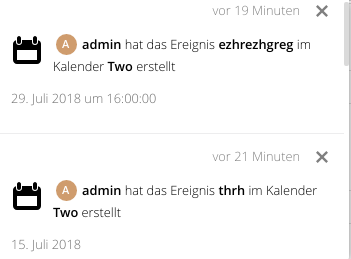 vor 19 Minuten
A admin hat das Ereignis ezhrezhgreg im
Kalender Two erstellt
29. Juli 2018 um 16:00:00
vor 21 Minuten
A admin hat das Ereignis thrh im Kalender
Two erstellt
15. Juli 2018